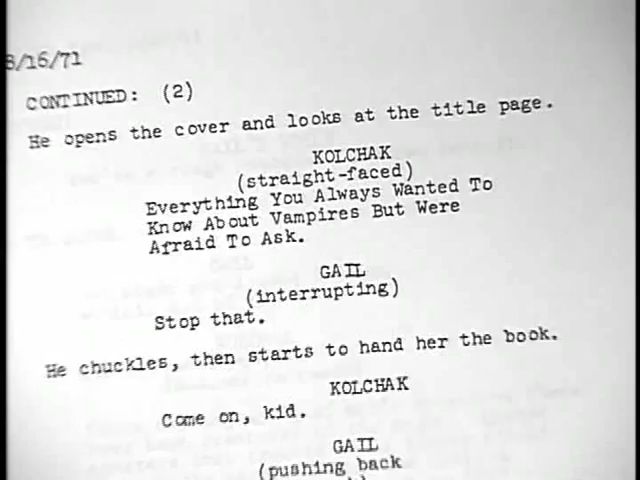 8/16/71
CONTINUED: (2)
He opens the cover and looks at the title page.
KOLCHAK
(straight-faced)
Everything You Always Wanted To
Know About Vampires But Were
Afraid To Ask.
GAIL
(interrupting)
Stop that.
He chuckles, then starts to hand her the book.
KOLCHAK
Come on, kid.
GAIL
(pushing back